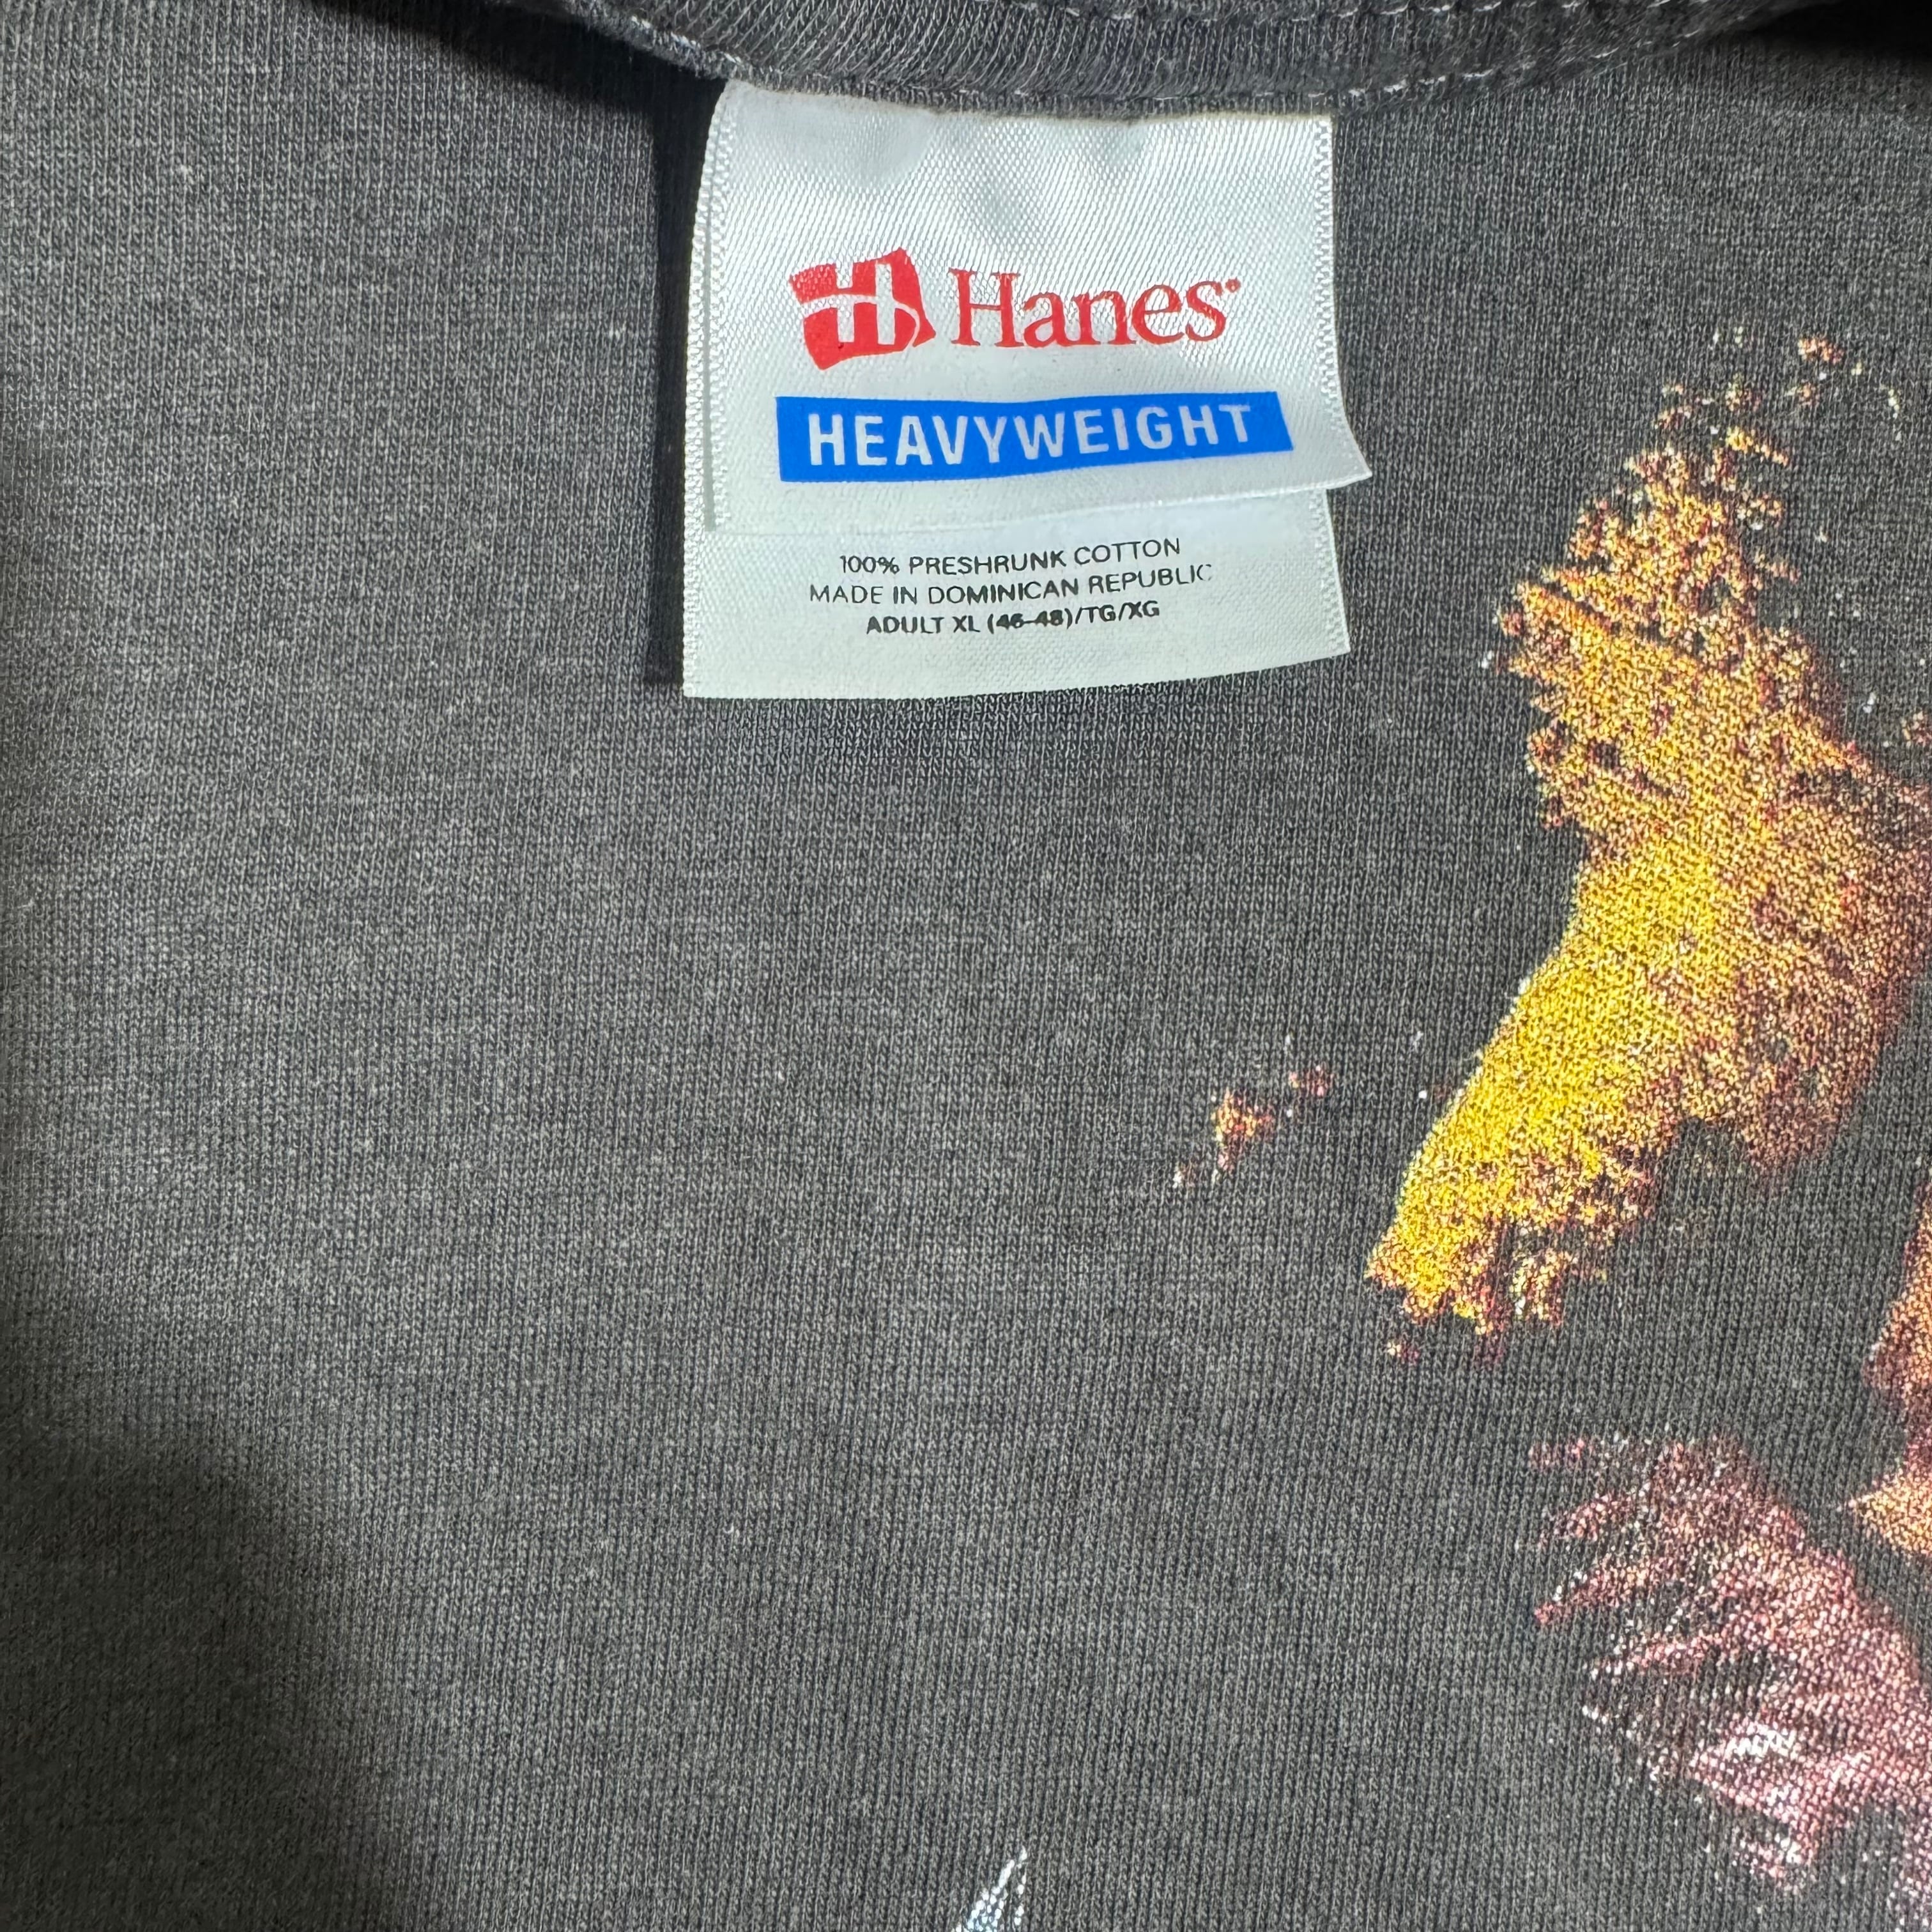 H Hanes®
HEAVYWEIGHT
100% PRESHRUNK COTTON
MADE IN DOMINICAN REPUBLIC
ADULT XL (46-48)/TG/XG